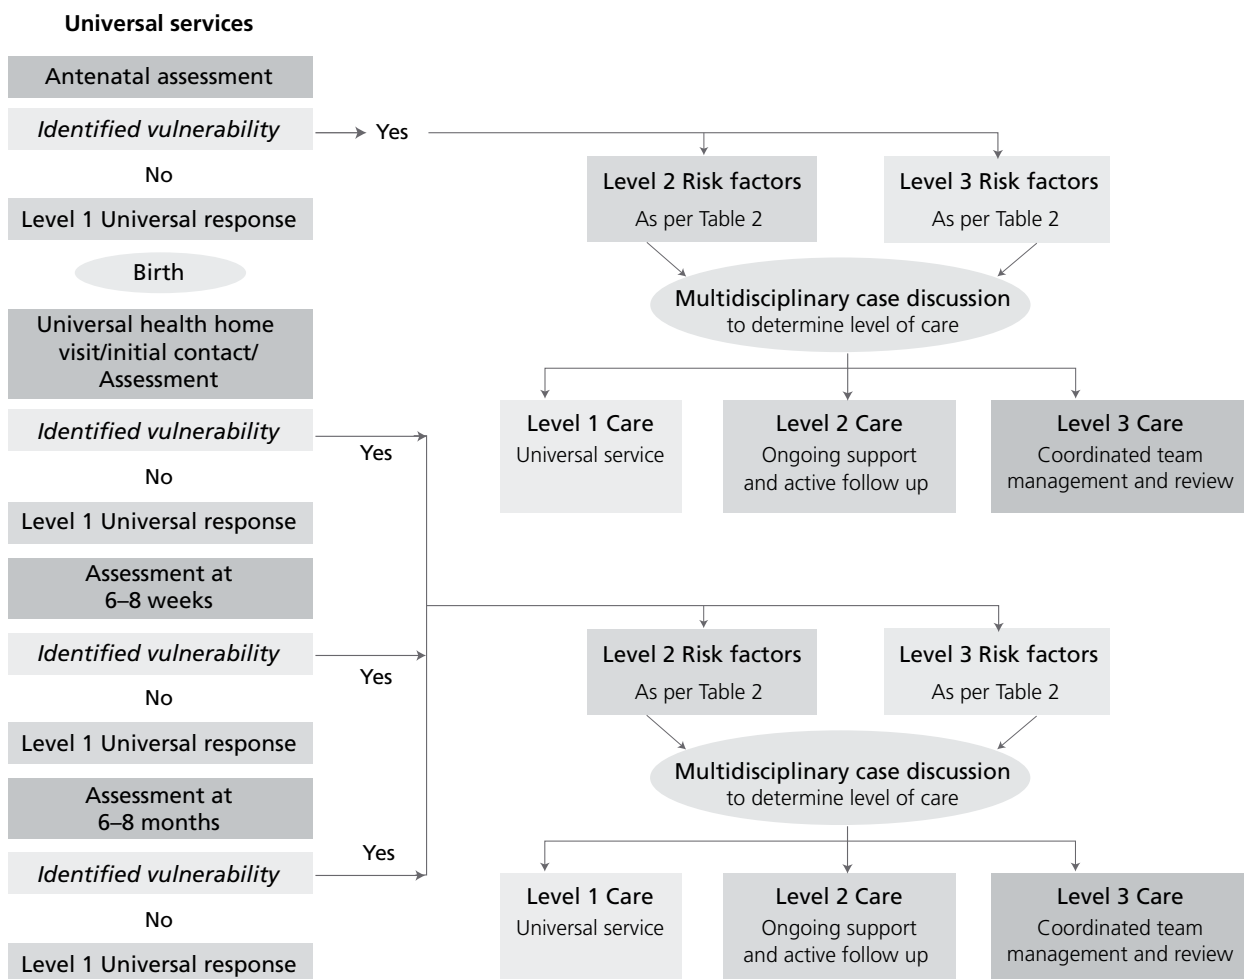 Universal services
Antenatal assessment
Identified vulnerability
Yes
No
Level 1 Universal response
Level 2 Risk factors
As per Table 2
Level 3 Risk factors
As per Table 2
Multidisciplinary case discussion
to determine level of care
Level 1 Care
Universal service
Level 2 Care
Ongoing support
and active follow up
Level 3 Care
Coordinated team
management and review
Birth
Universal health home
visit/initial contact/
Assessment
Identified vulnerability
Yes
No
Level 1 Universal response
Assessment at
6–8 weeks
Identified vulnerability
Yes
No
Level 1 Universal response
Assessment at
6–8 months
Identified vulnerability
Yes
No
Level 1 Universal response
Level 2 Risk factors
As per Table 2
Level 3 Risk factors
As per Table 2
Multidisciplinary case discussion
to determine level of care
Level 1 Care
Universal service
Level 2 Care
Ongoing support
and active follow up
Level 3 Care
Coordinated team
management and review